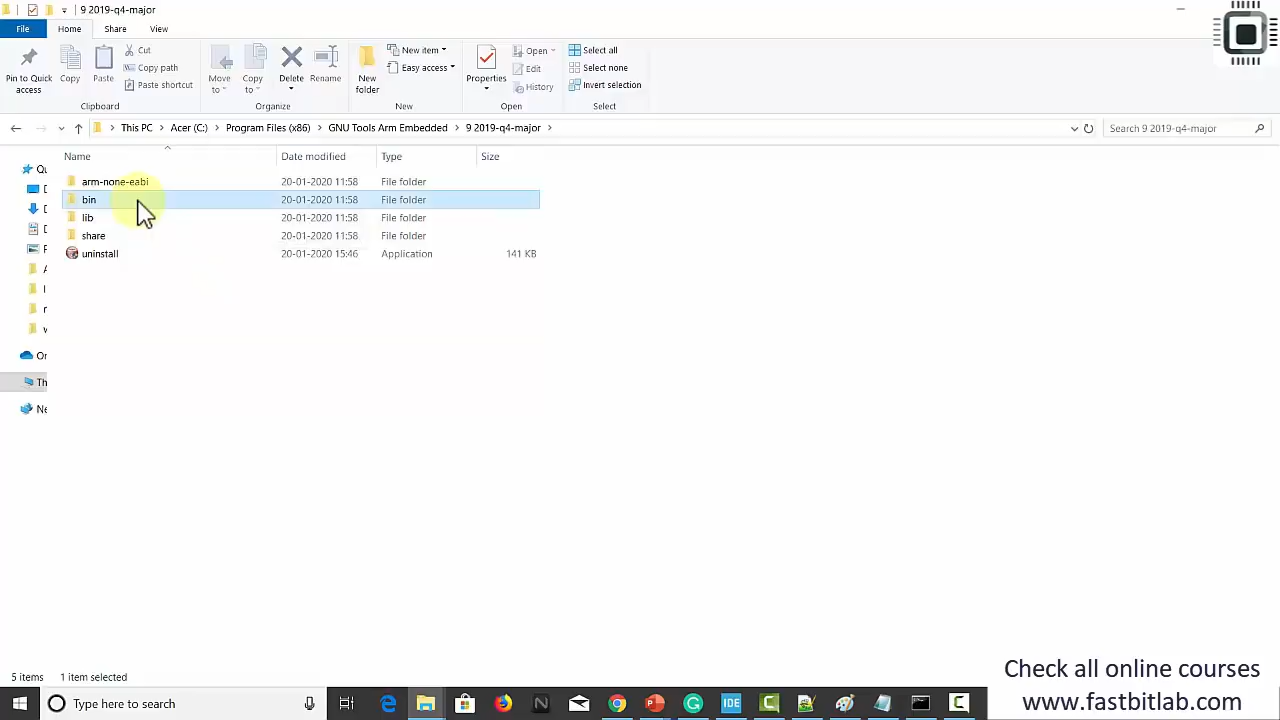 9 2019-q4-major
File Home Share View
Pin to Quick access
Copy
Paste
Cut
Copy path
Paste shortcut
Clipboard
Move to
Copy to
Delete
Rename
Organize
New folder
New item
Easy access
New
Properties
Open
Edit
History
Open
Select all
Select none
Invert selection
Select
This PC Acer (C:) Program Files (x86) GNU Tools Arm Embedded 9 2019-q4-major
Search 9 2019-q4-major
Name Date modified Type Size
arm-none-eabi 20-01-2020 11:58 File folder
bin 20-01-2020 11:58 File folder
lib 20-01-2020 11:58 File folder
share 20-01-2020 11:58 File folder
uninstall 20-01-2020 15:46 Application 141 KB
Qu
D
D
D
P
A
I
r
v
Or
Th
Ne
5 items 1 item selected
Check all online courses
www.fastbitlab.com
Type here to search
IDE